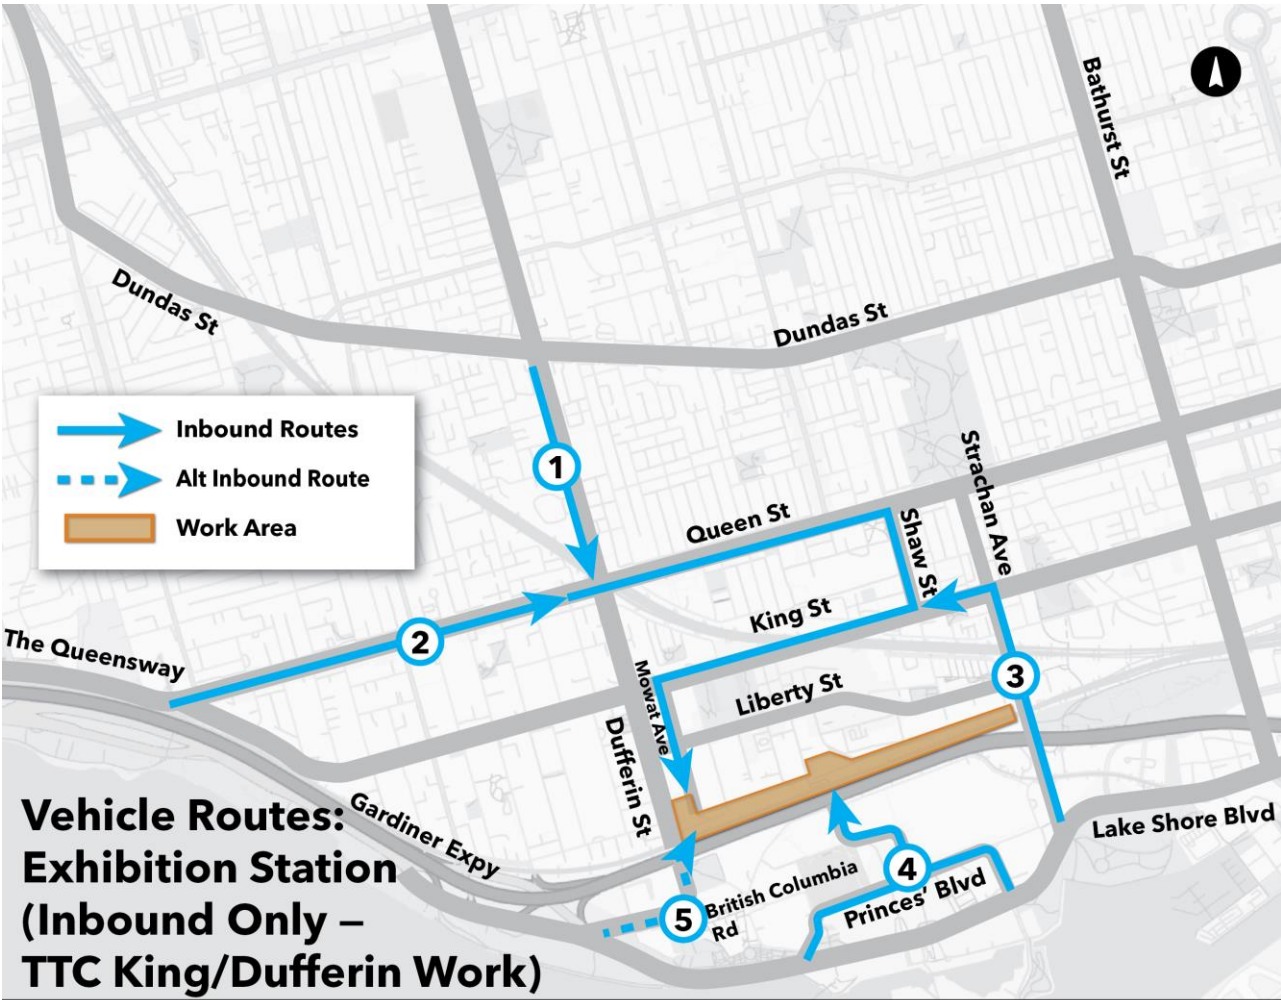 Bathurst St
Dundas St
Dundas St
Inbound Routes
Alt Inbound Route
Work Area
1
Strachan Ave
Queen St
Shaw St
King St
2
The Queensway
3
Mowat Ave
Liberty St
Dufferin St
Gardiner Expy
Lake Shore Blvd
4
British Columbia
Rd
Princes' Blvd
5
Vehicle Routes:
Exhibition Station
(Inbound Only –
TTC King/Dufferin Work)